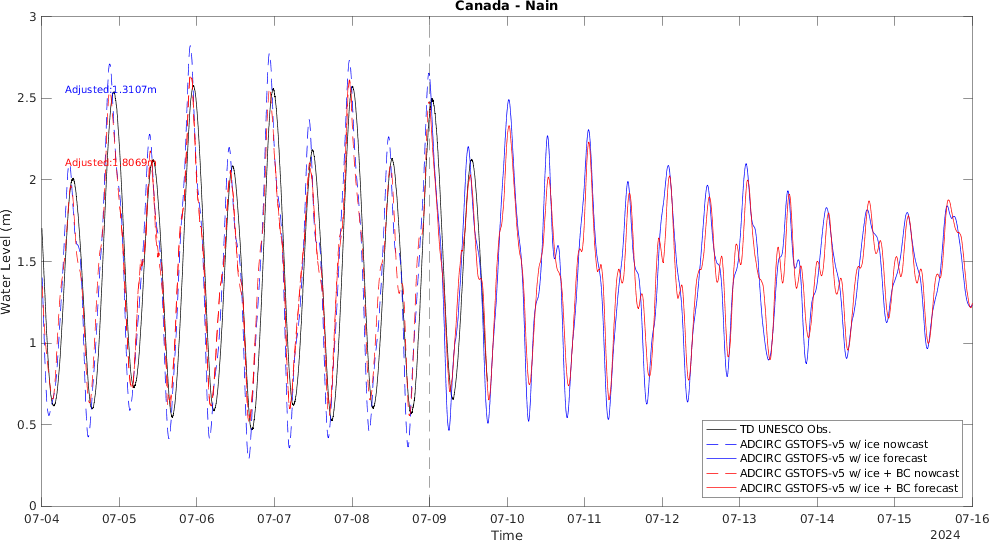 Canada - Nain
3
2.5
2
1.5
1
0.5
0
Water Level (m)
Adjusted:1.3107m
Adjusted:1.8069m
TD UNESCO Obs.
ADCIRC GSTOFS-v5 w/ ice nowcast
ADCIRC GSTOFS-v5 w/ ice forecast
ADCIRC GSTOFS-v5 w/ ice + BC nowcast
ADCIRC GSTOFS-v5 w/ ice + BC forecast
07-04 07-05 07-06 07-07 07-08 07-09 07-10 07-11 07-12 07-13 07-14 07-15 07-16
Time
2024